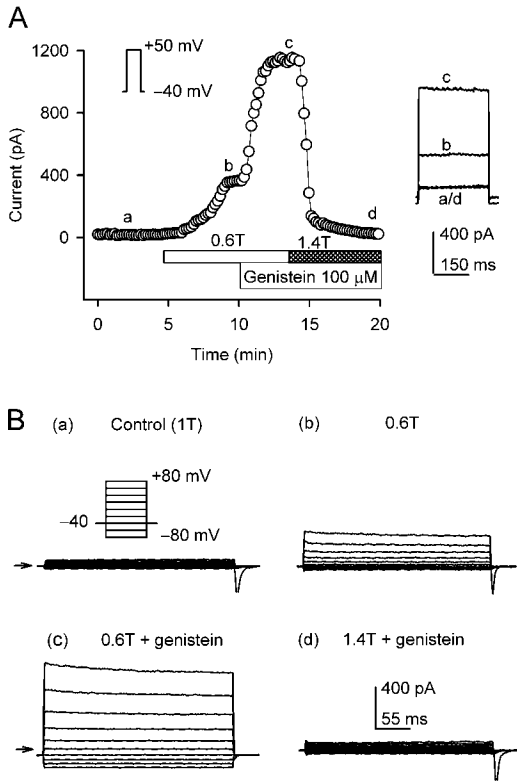 A
1200
800
400
0
Current (pA)
+50 mV
−40 mV
a
b
c
d
0.6T
1.4T
Genistein 100 μM
0
5
10
15
20
Time (min)
c
b
a/d
400 pA
150 ms
B
(a) Control (1T)
+80 mV
−40
−80 mV
(b) 0.6T
(c) 0.6T + genistein
(d) 1.4T + genistein
400 pA
55 ms